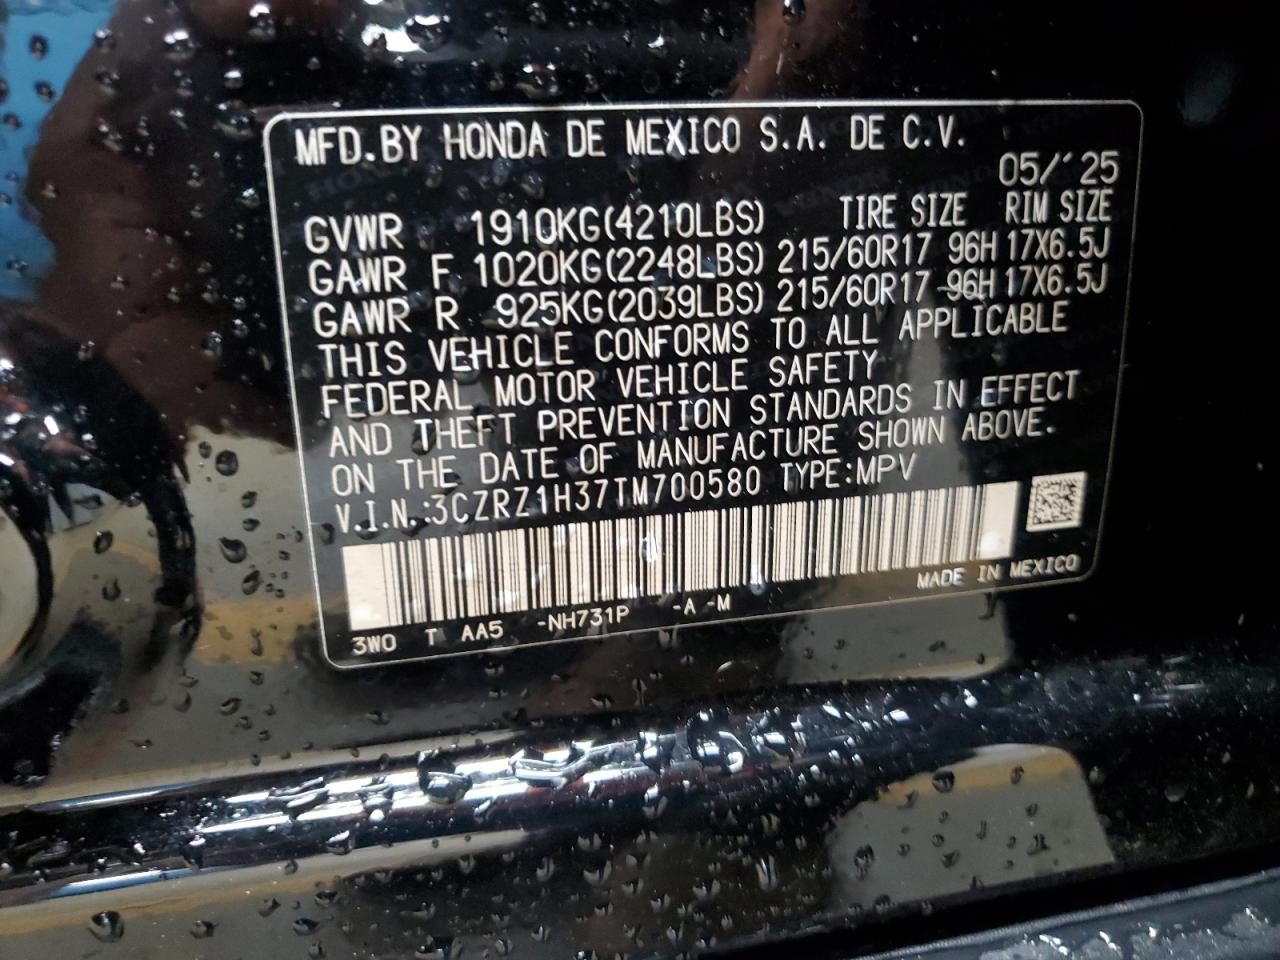 MFD.BY HONDA DE MEXICO S.A. DE C.V.
05/'25
GVWR 1910KG(4210LBS) TIRE SIZE RIM SIZE
GAWR F 1020KG(2248LBS) 215/60R17 96H 17X6.5J
GAWR R 925KG(2039LBS) 215/60R17 96H 17X6.5J
THIS VEHICLE CONFORMS TO ALL APPLICABLE
FEDERAL MOTOR VEHICLE SAFETY
AND THEFT PREVENTION STANDARDS IN EFFECT
ON THE DATE OF MANUFACTURE SHOWN ABOVE.
V.I.N.:3CZRZ1H37TM700580 TYPE:MPV
MADE IN MEXICO
3W0 T AA5 -NH731P -A -M